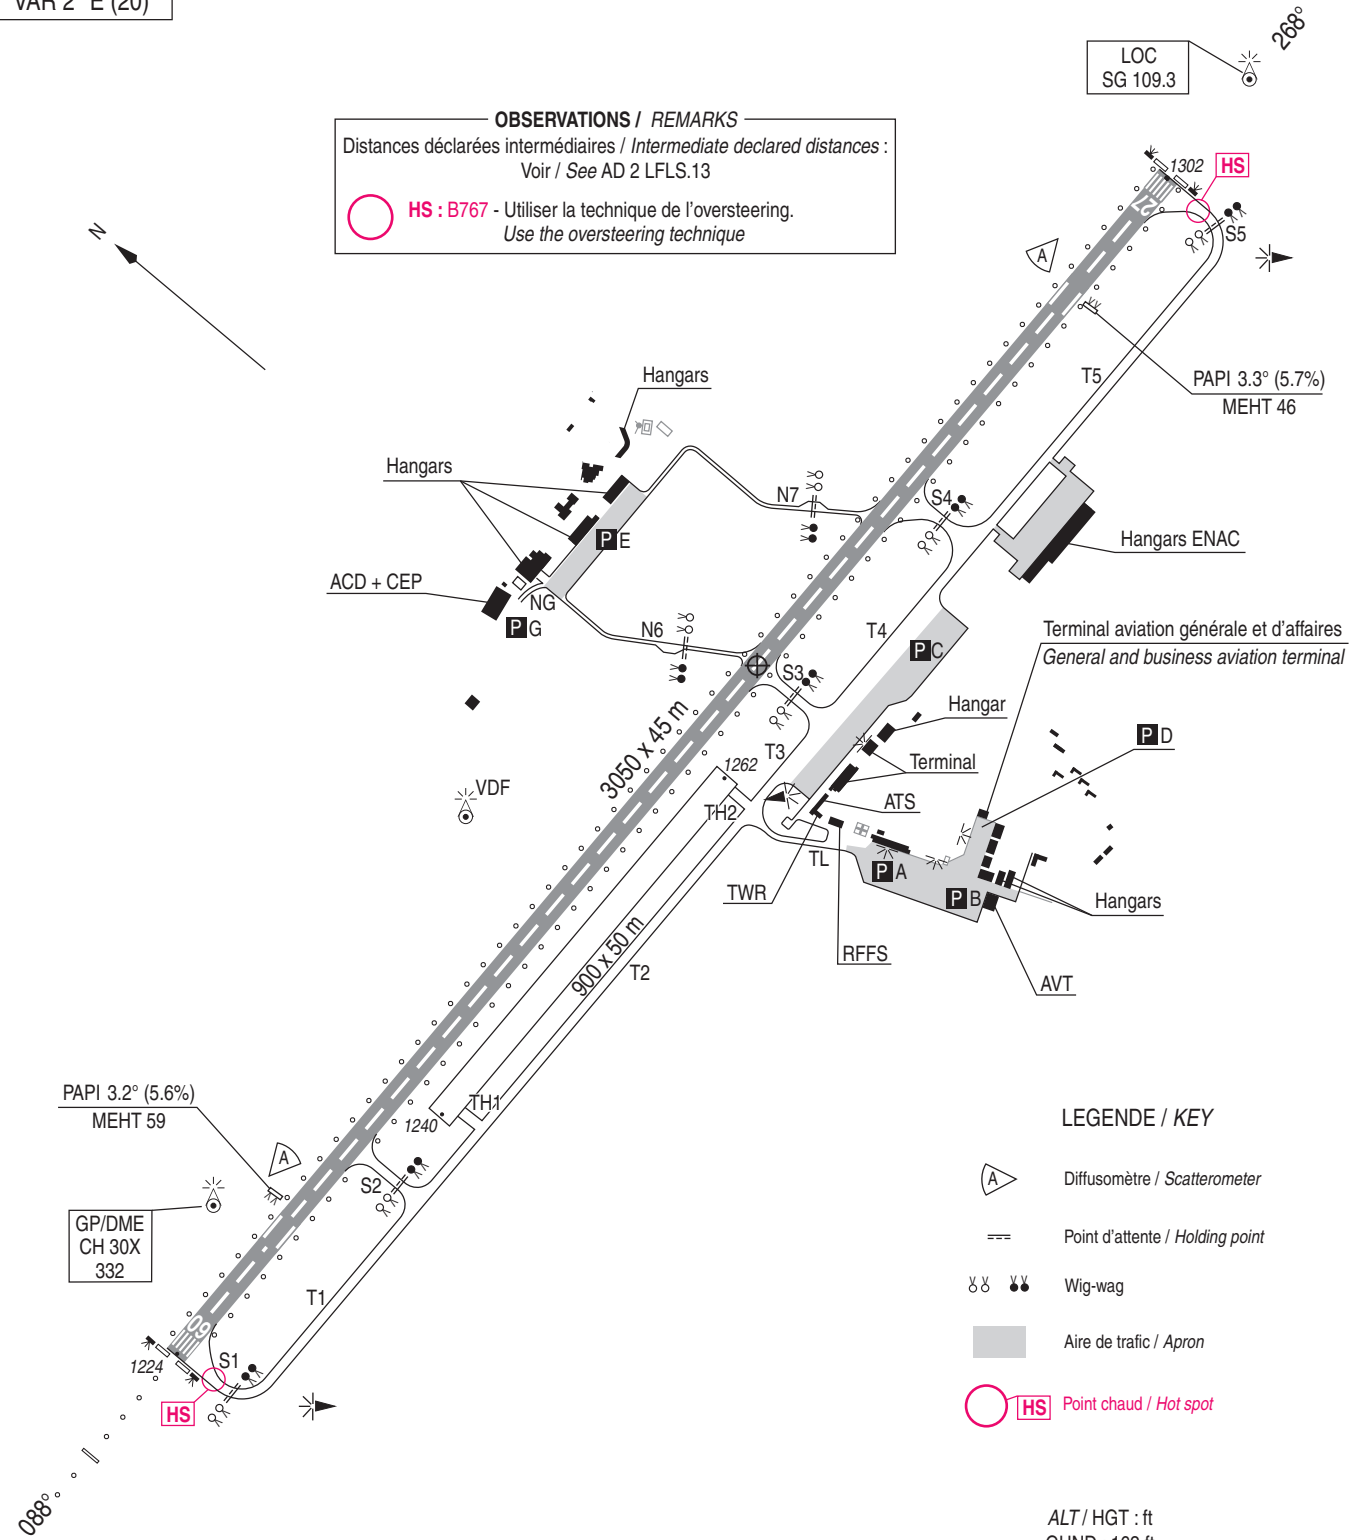 VAR 2° E (20)
268°
LOC
SG 109.3
OBSERVATIONS / REMARKS
Distances déclarées intermédiaires / Intermediate declared distances :
Voir / See AD 2 LFLS.13
HS : B767 - Utiliser la technique de l'oversteering.
Use the oversteering technique
1302
HS
27
S5
N
A
T5
PAPI 3.3° (5.7%)
MEHT 46
Hangars
Hangars
N7
S4
P E
Hangars ENAC
ACD + CEP
NG
P G
N6
T4
P C
Terminal aviation générale et d'affaires
General and business aviation terminal
S3
Hangar
P D
3050 x 45 m
T3
1262
Terminal
VDF
TH2
ATS
TL
P A
TWR
P B
Hangars
900 x 50 m
T2
RFFS
AVT
PAPI 3.2° (5.6%)
MEHT 59
TH1
1240
LEGENDE / KEY
A
S2
A
Diffusomètre / Scatterometer
GP/DME
CH 30X
332
Point d'attente / Holding point
Wig-wag
T1
09
Aire de trafic / Apron
1224
S1
HS
HS
Point chaud / Hot spot
088°
ALT / HGT : ft